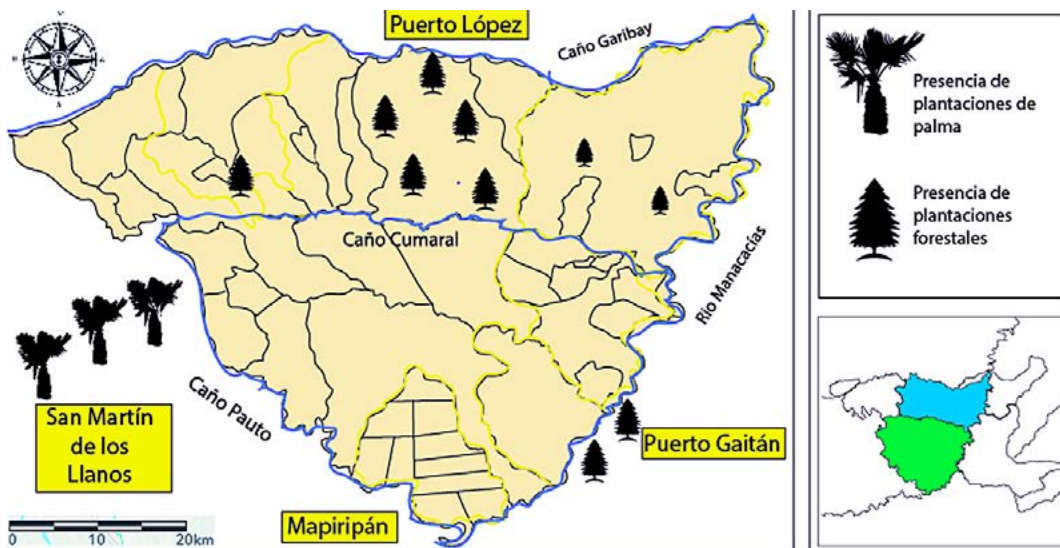 Puerto López
Caño Garibay
Caño Cumaral
Rio Manacacías
Caño Pauto
San Martín
de los
Llanos
Puerto Gaitán
Mapiripán
0 10 20km
Presencia de
plantaciones de
palma
Presencia de
plantaciones
forestales